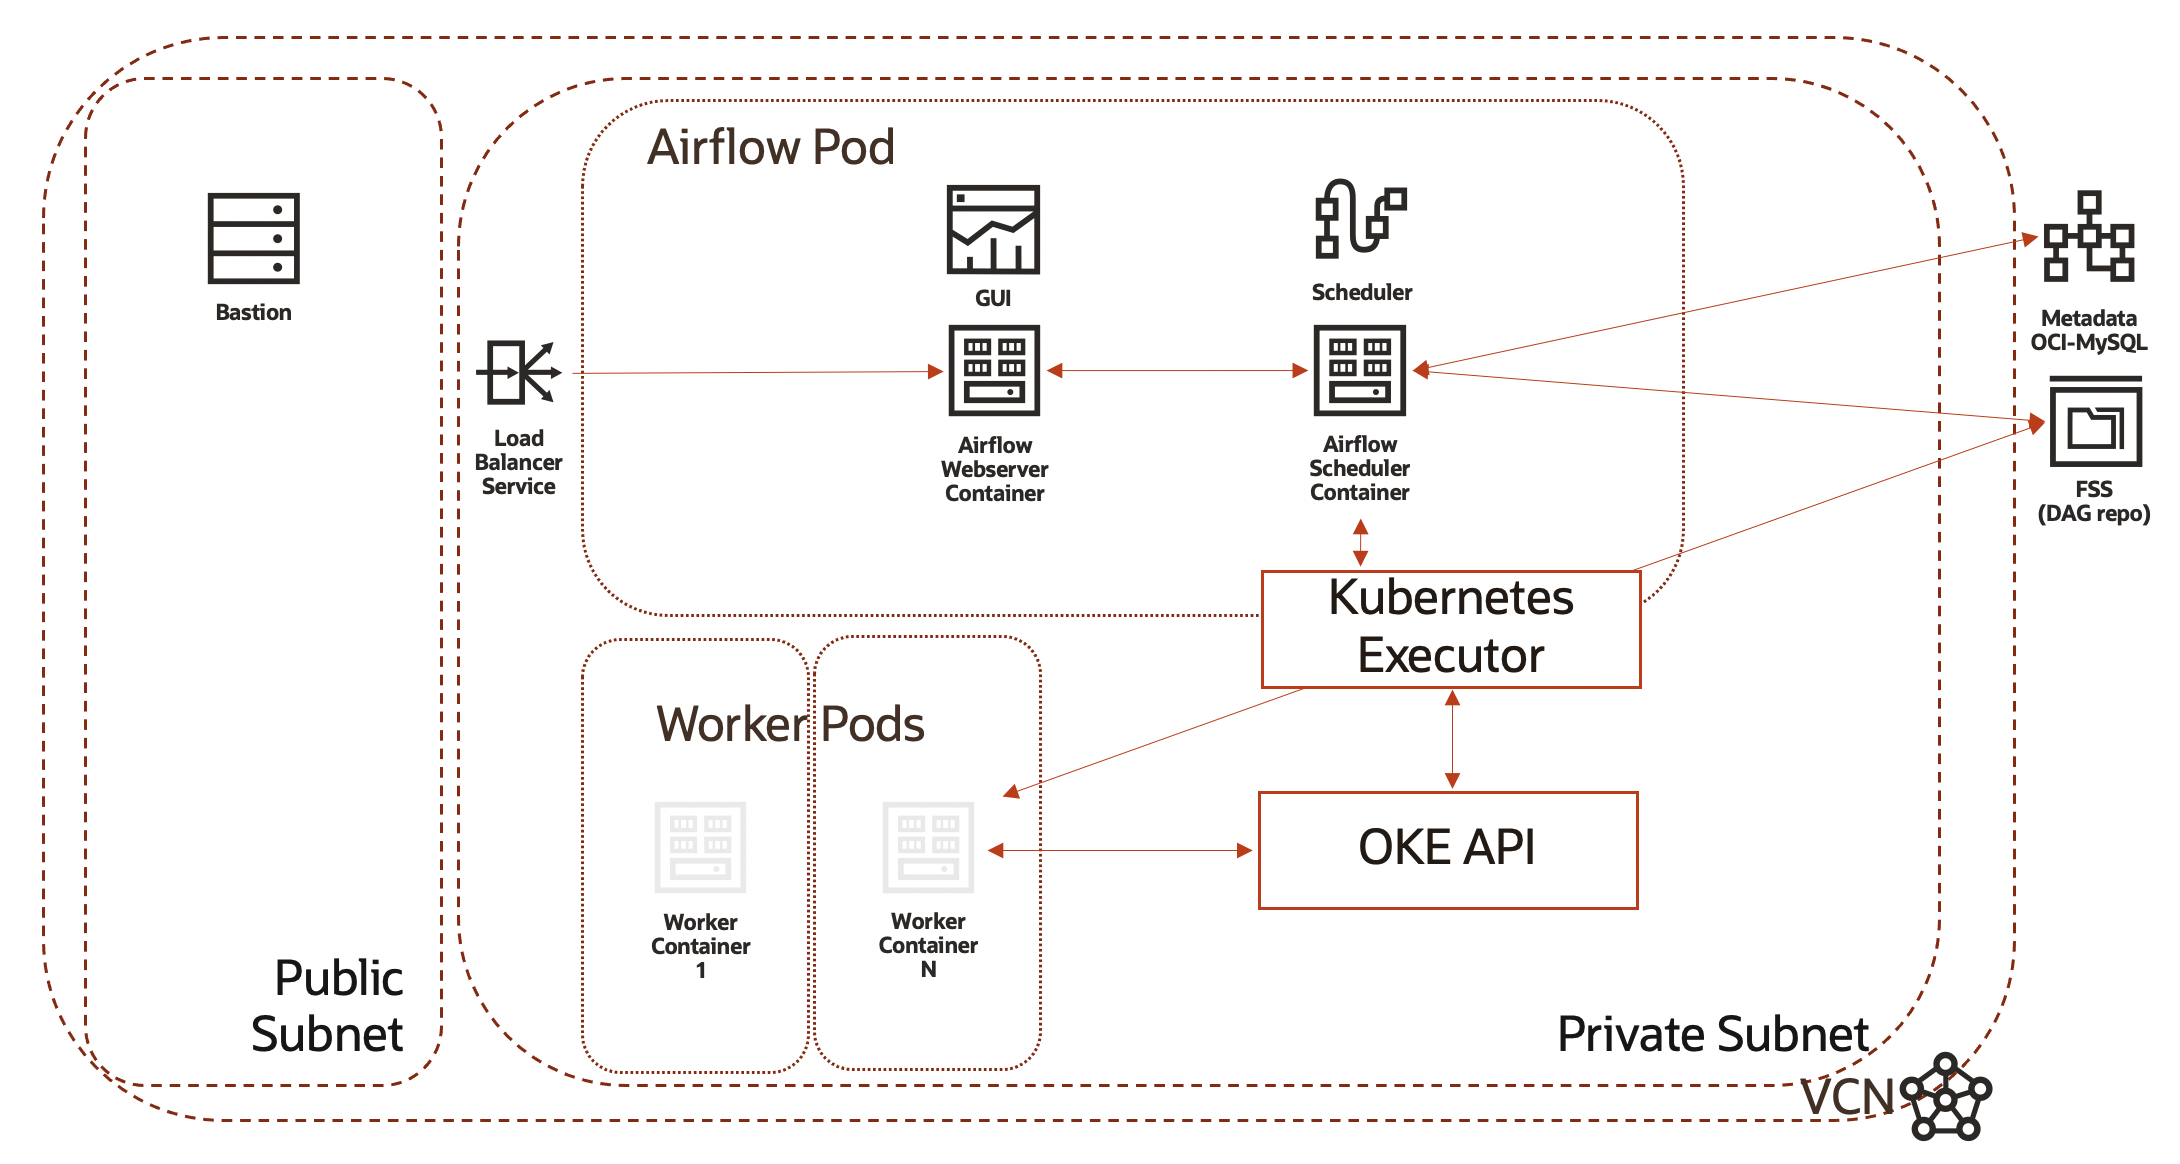 Airflow Pod
Bastion
GUI
Scheduler
Load
Balancer
Service
Airflow
Webserver
Container
Airflow
Scheduler
Container
Metadata
OCI-MySQL
FSS
(DAG repo)
Kubernetes
Executor
Worker Pods
OKE API
Worker
Container
1
Worker
Container
N
Public
Subnet
Private Subnet
VCN